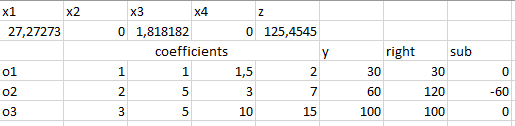 x1 x2 x3 x4 z
27,27273 0 1,818182 0 125,4545
coefficients y right sub
o1 1 1 1,5 2 30 30 0
o2 2 5 3 7 60 120 -60
o3 3 5 10 15 100 100 0